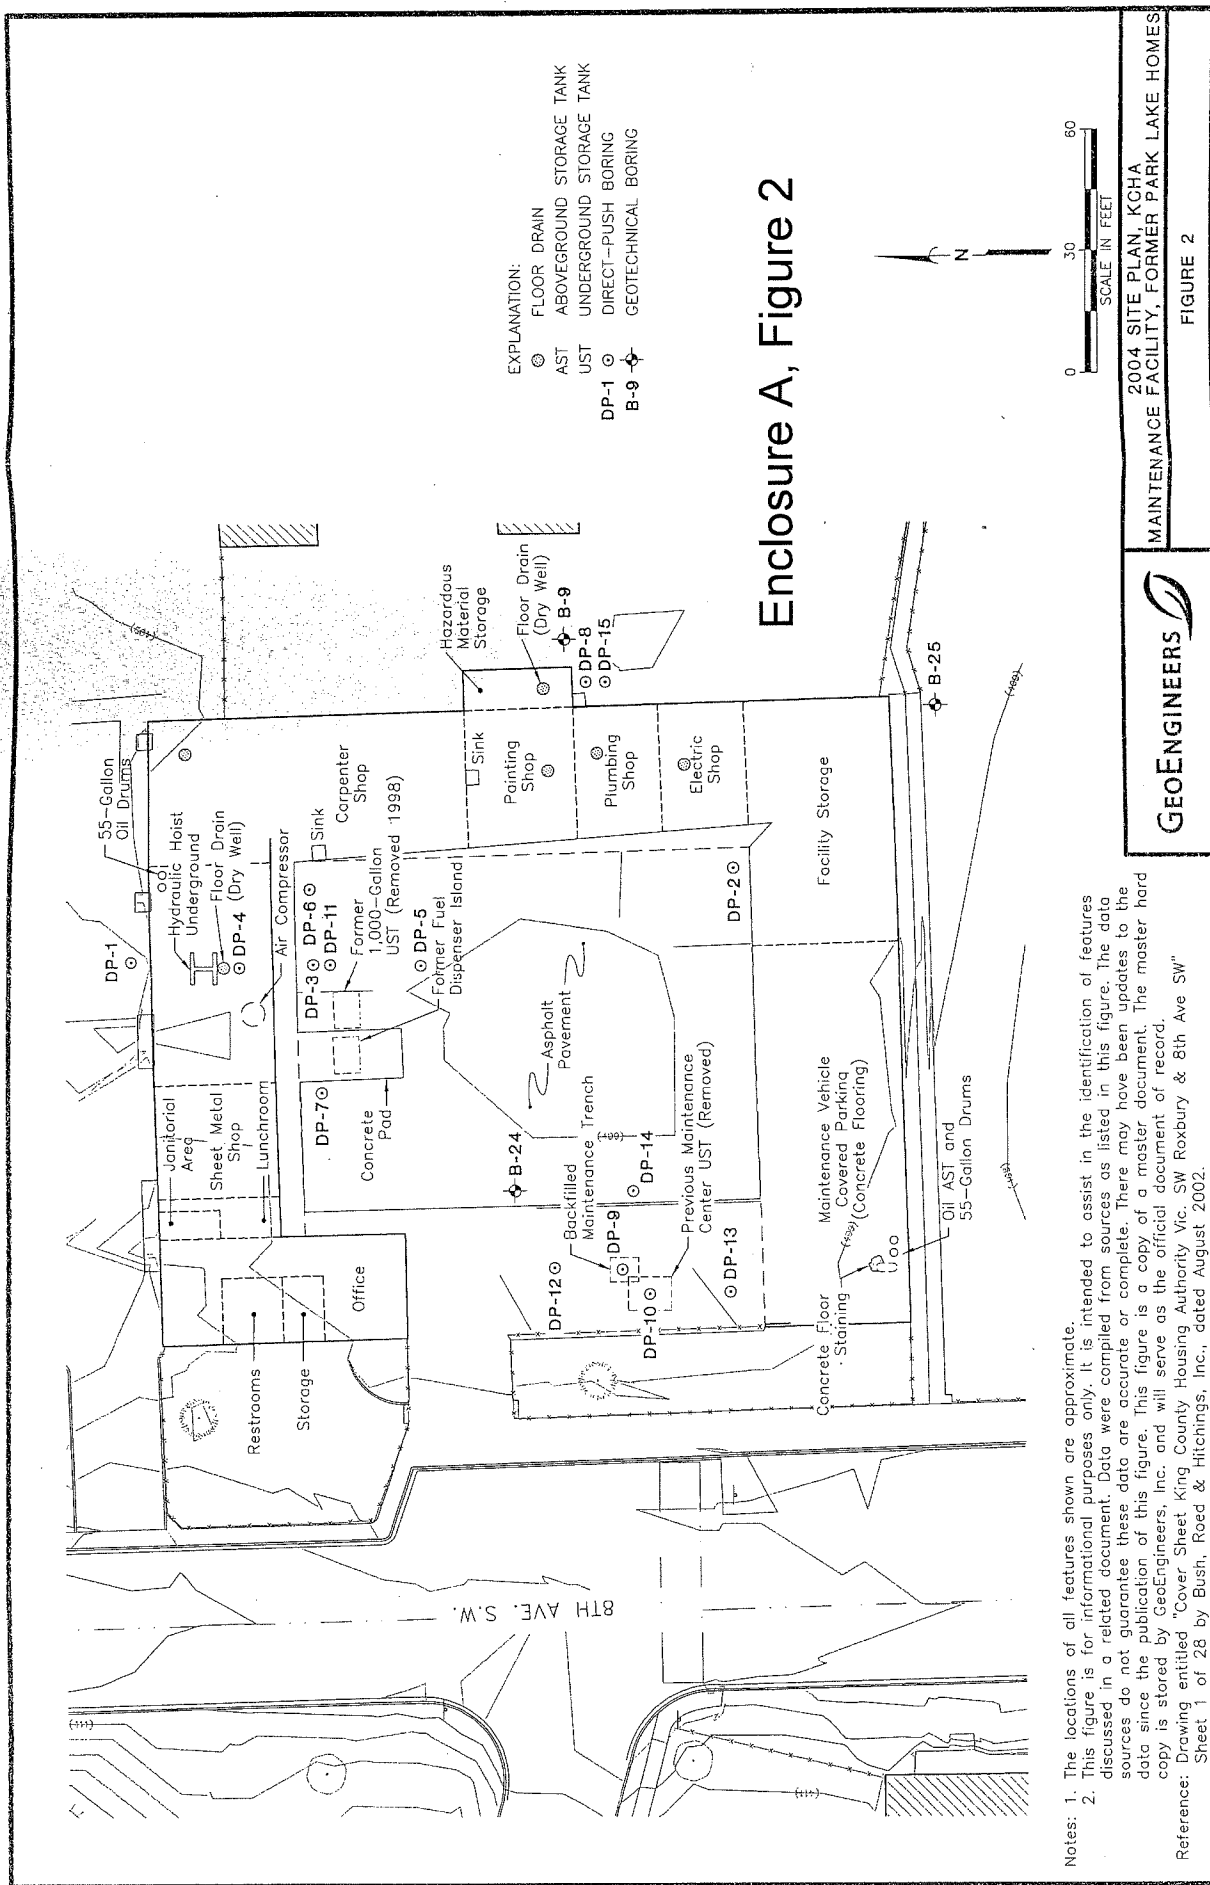 8TH AVE. S.W.
Restrooms
Storage
Office
Janitorial
Area
Sheet Metal
Shop
Lunchroom
DP-1
55-Gallon
Oil Drums
Hydraulic Hoist
Underground
Floor Drain
(Dry Well)
DP-4
Air Compressor
Sink
Carpenter
Shop
DP-3
DP-6
DP-11
Former
1,000-Gallon
UST (Removed 1998)
DP-5
Former Fuel
Dispenser Island
DP-7
Concrete
Pad
Hazardous
Material
Storage
Floor Drain
(Dry Well)
B-9
DP-8
DP-15
Sink
Painting
Shop
Plumbing
Shop
Electric
Shop
B-24
Asphalt
Pavement
Backfilled
Maintenance Trench
DP-12
DP-9
DP-14
DP-10
DP-13
Previous Maintenance
Center UST (Removed)
DP-2
Facility Storage
Maintenance Vehicle
Covered Parking
(Concrete Flooring)
Concrete Floor
Staining
Oil AST and
55-Gallon Drums
B-25
EXPLANATION:
FLOOR DRAIN
AST ABOVEGROUND STORAGE TANK
UST UNDERGROUND STORAGE TANK
DP-1 DIRECT-PUSH BORING
B-9 GEOTECHNICAL BORING
Enclosure A, Figure 2
N
0 30 60
SCALE IN FEET
Notes: 1. The locations of all features shown are approximate.
2. This figure is for informational purposes only. It is intended to assist in the identification of features
discussed in a related document. Data were compiled from sources as listed in this figure. The data
sources do not guarantee these data are accurate or complete. There may have been updates to the
data since the publication of this figure. This figure is a copy of a master document. The master hard
copy is stored by GeoEngineers, Inc. and will serve as the official document of record.
Reference: Drawing entitled "Cover Sheet King County Housing Authority Vic. SW Roxbury & 8th Ave SW"
Sheet 1 of 28 by Bush, Roed & Hitchings, Inc., dated August 2002.
GEOENGINEERS
2004 SITE PLAN, KCHA
MAINTENANCE FACILITY, FORMER PARK LAKE HOMES
FIGURE 2